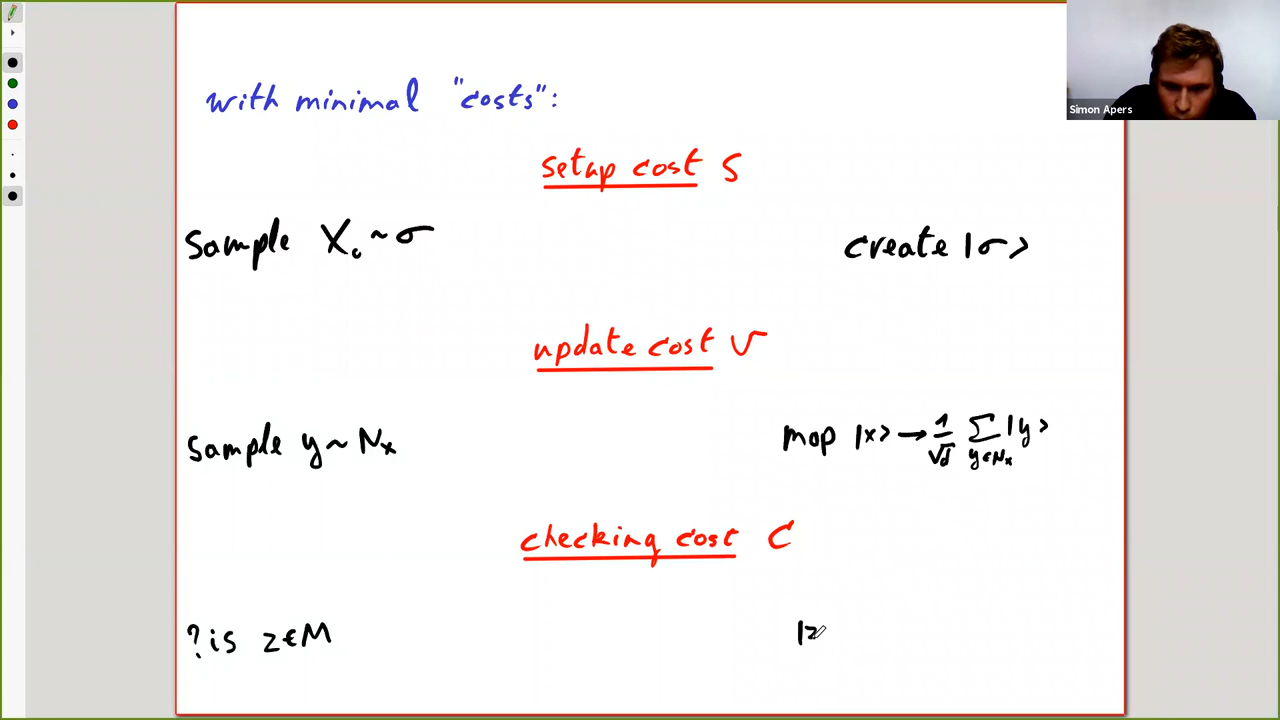 Simon Apers
with minimal "costs":
setup cost S
sample X₀ ~ σ
create |σ>
update cost U
sample y ~ Nₓ
map |x> → 1/√d ∑_{y∈Nₓ} |y>
checking cost C
? is z∈M
|z